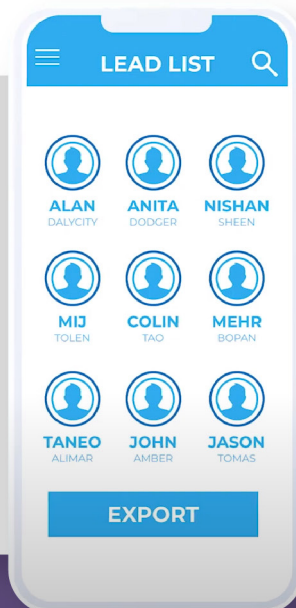 LEAD LIST
ALAN ANITA NISHAN
DALYCITY DODGER SHEEN
MIJ COLIN MEHR
TOLEN TAO BOPAN
TANEO JOHN JASON
ALIMAR AMBER TOMAS
EXPORT